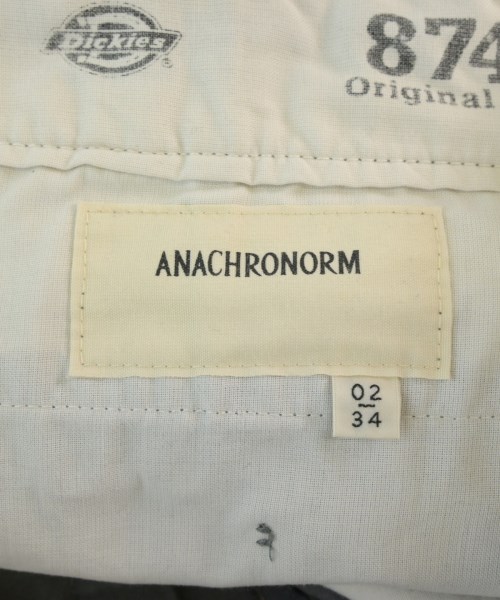 Dickies
874
Original
ANACHRONORM
02
34